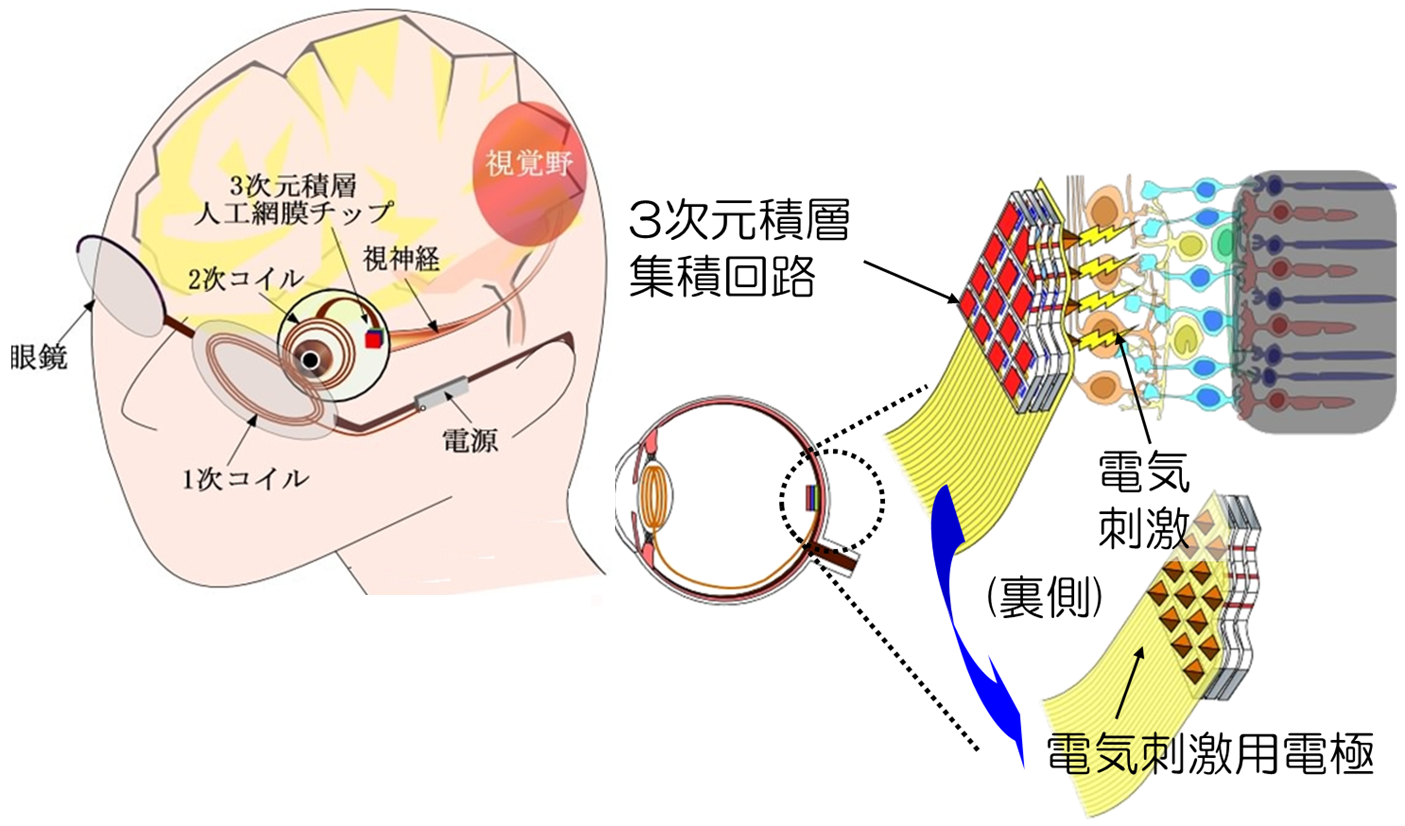 視覚野
3次元積層
人工網膜チップ
視神経
2次コイル
眼鏡
電源
1次コイル
3次元積層
集積回路
電気
刺激
(裏側)
電気刺激用電極